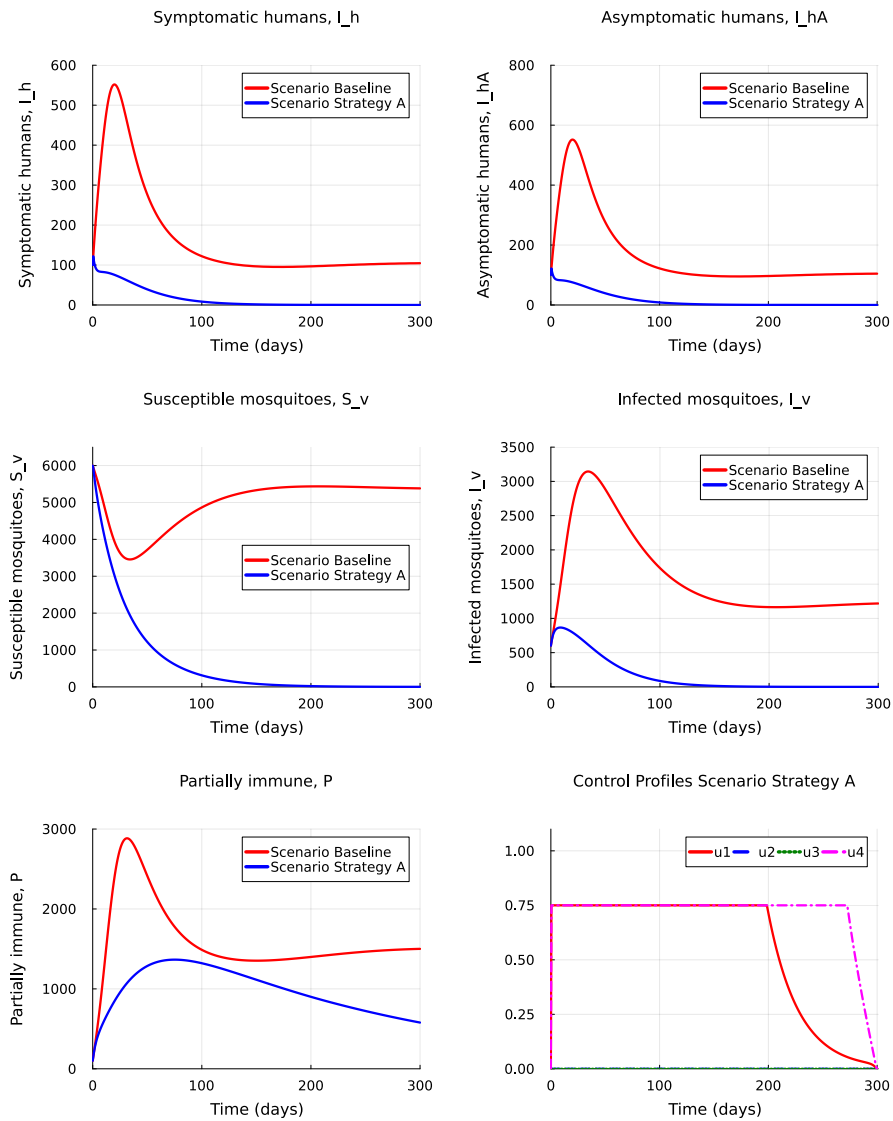 Symptomatic humans, I_h
Symptomatic humans, I_h
600
500
400
300
200
100
0
Scenario Baseline
Scenario Strategy A
0 100 200 300
Time (days)
Asymptomatic humans, I_hA
Asymptomatic humans, I_hA
800
600
400
200
0
Scenario Baseline
Scenario Strategy A
0 100 200 300
Time (days)
Susceptible mosquitoes, S_v
Susceptible mosquitoes, S_v
6000
5000
4000
3000
2000
1000
0
Scenario Baseline
Scenario Strategy A
0 100 200 300
Time (days)
Infected mosquitoes, I_v
Infected mosquitoes, I_v
3500
3000
2500
2000
1500
1000
500
0
Scenario Baseline
Scenario Strategy A
0 100 200 300
Time (days)
Partially immune, P
Partially immune, P
3000
2000
1000
0
Scenario Baseline
Scenario Strategy A
0 100 200 300
Time (days)
Control Profiles Scenario Strategy A
1.00
0.75
0.50
0.25
0.00
u1 u2 u3 u4
0 100 200 300
Time (days)